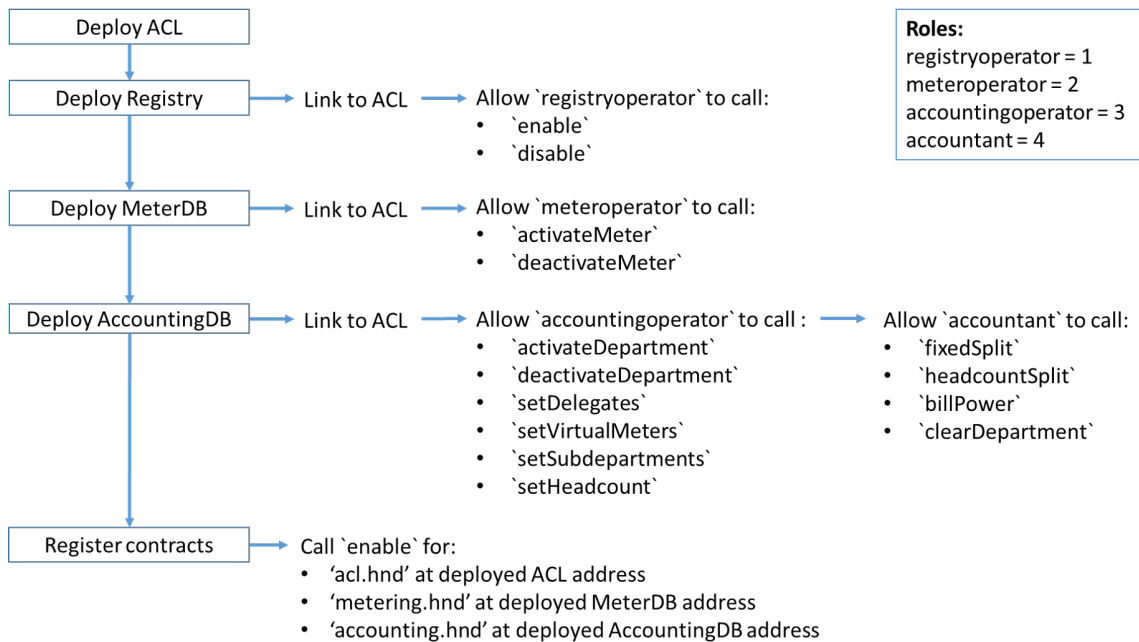 Deploy ACL
Roles:
registryoperator = 1
meteroperator = 2
accountingoperator = 3
accountant = 4
Deploy Registry
Link to ACL
Allow `registryoperator` to call:
• `enable`
• `disable`
Deploy MeterDB
Link to ACL
Allow `meteroperator` to call:
• `activateMeter`
• `deactivateMeter`
Deploy AccountingDB
Link to ACL
Allow `accountingoperator` to call :
• `activateDepartment`
• `deactivateDepartment`
• `setDelegates`
• `setVirtualMeters`
• `setSubdepartments`
• `setHeadcount`
Allow `accountant` to call:
• `fixedSplit`
• `headcountSplit`
• `billPower`
• `clearDepartment`
Register contracts
Call `enable` for:
• ‘acl.hnd’ at deployed ACL address
• ‘metering.hnd’ at deployed MeterDB address
• ‘accounting.hnd’ at deployed AccountingDB address